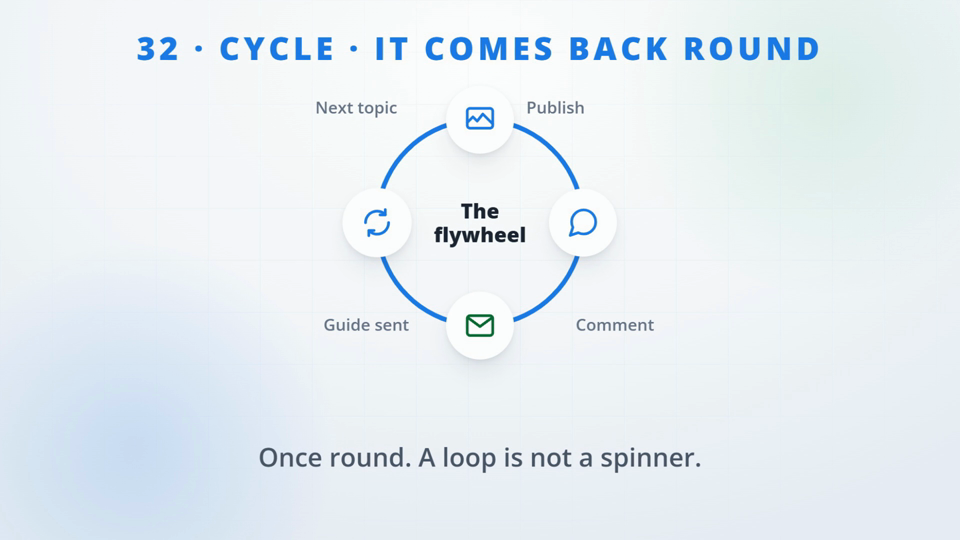 32 · CYCLE · IT COMES BACK ROUND
Next topic
Publish
The
flywheel
Guide sent
Comment
Once round. A loop is not a spinner.